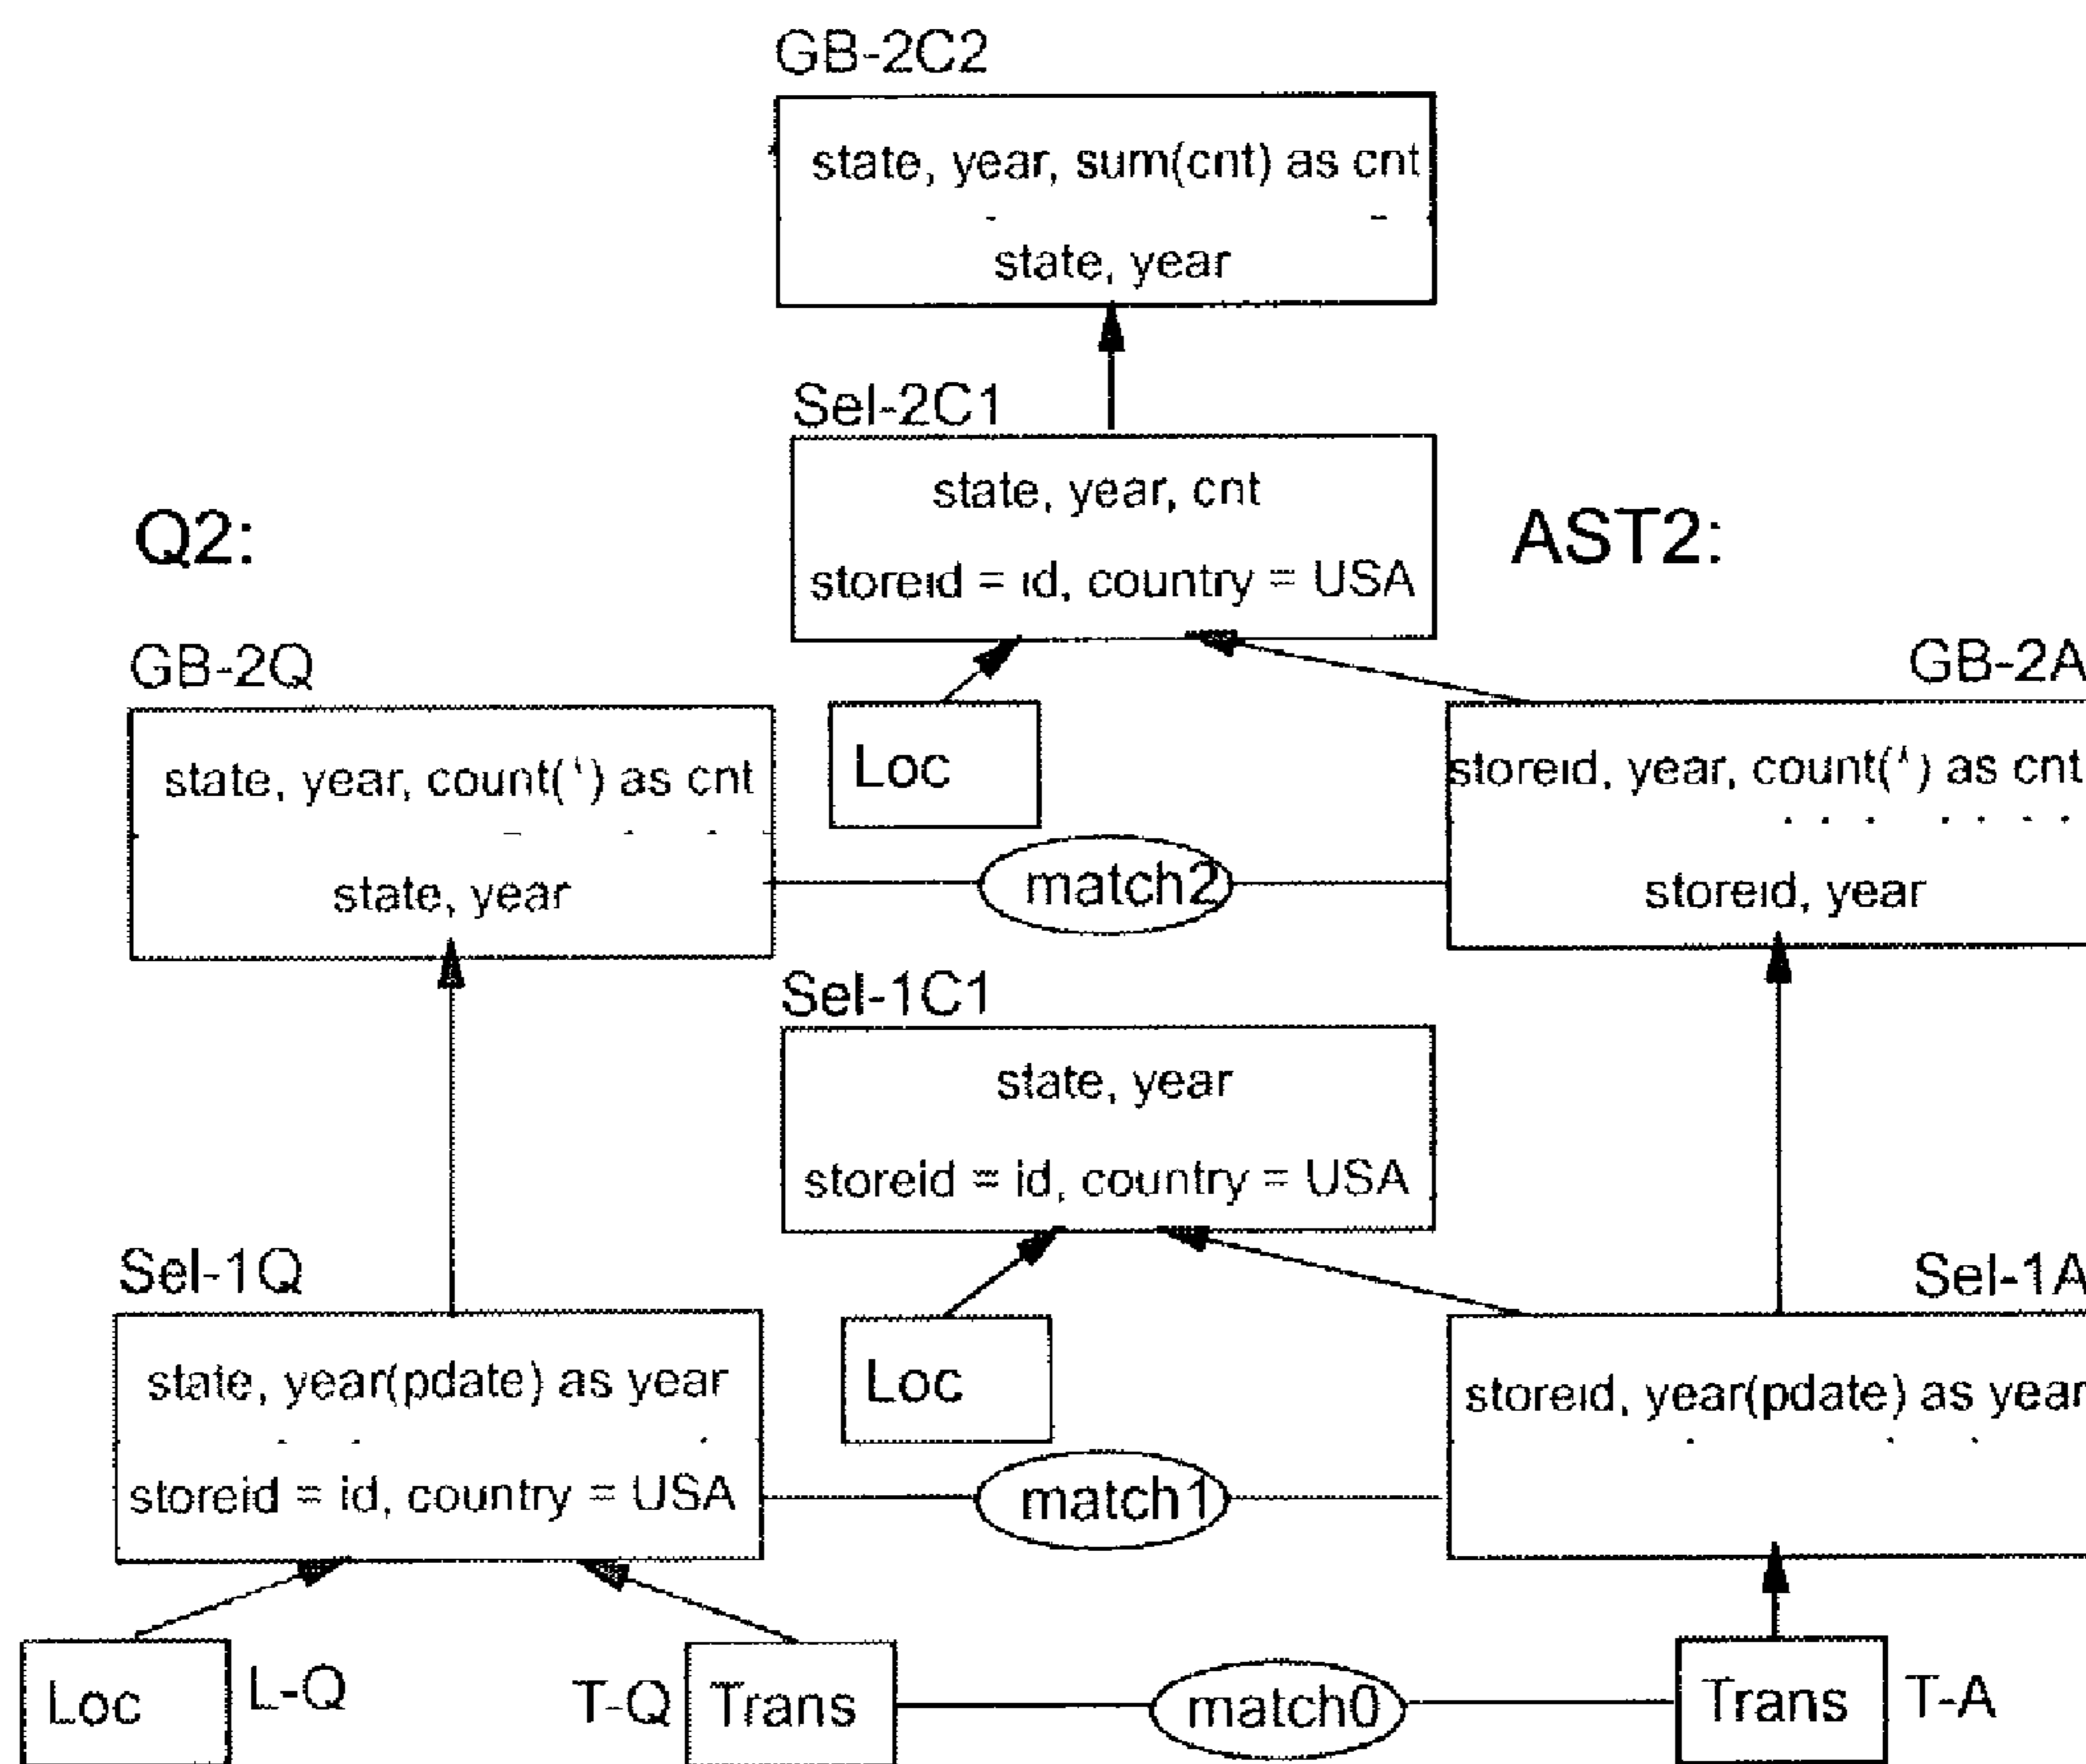 GB-2C2
state, year, sum(cnt) as cnt
state, year
Sel-2C1
state, year, cnt
storeid = id, country = USA
Q2:
AST2:
GB-2Q
GB-2A
Loc
state, year, count(*) as cnt
storeid, year, count(*) as cnt
state, year
match2
storeid, year
Sel-1C1
state, year
storeid = id, country = USA
Sel-1Q
Sel-1A
Loc
state, year(pdate) as year
storeid, year(pdate) as year
storeid = id, country = USA
match1
Loc
L-Q
T-Q
Trans
match0
Trans
T-A